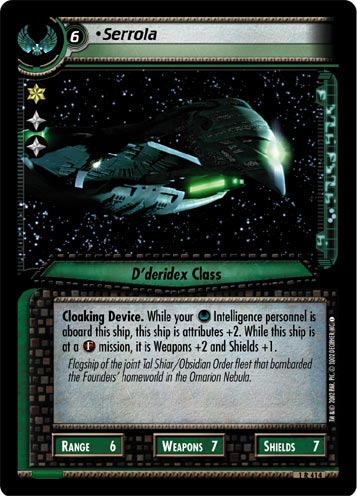 6 •Serrola
D'deridex Class
Cloaking Device. While your Intelligence personnel is
aboard this ship, this ship is attributes +2. While this ship is
at a F mission, it is Weapons +2 and Shields +1.
Flagship of the joint Tal Shiar/Obsidian Order fleet that bombarded
the Founders' homeworld in the Omarion Nebula.
RANGE 6 WEAPONS 7 SHIELDS 7
1 R 414